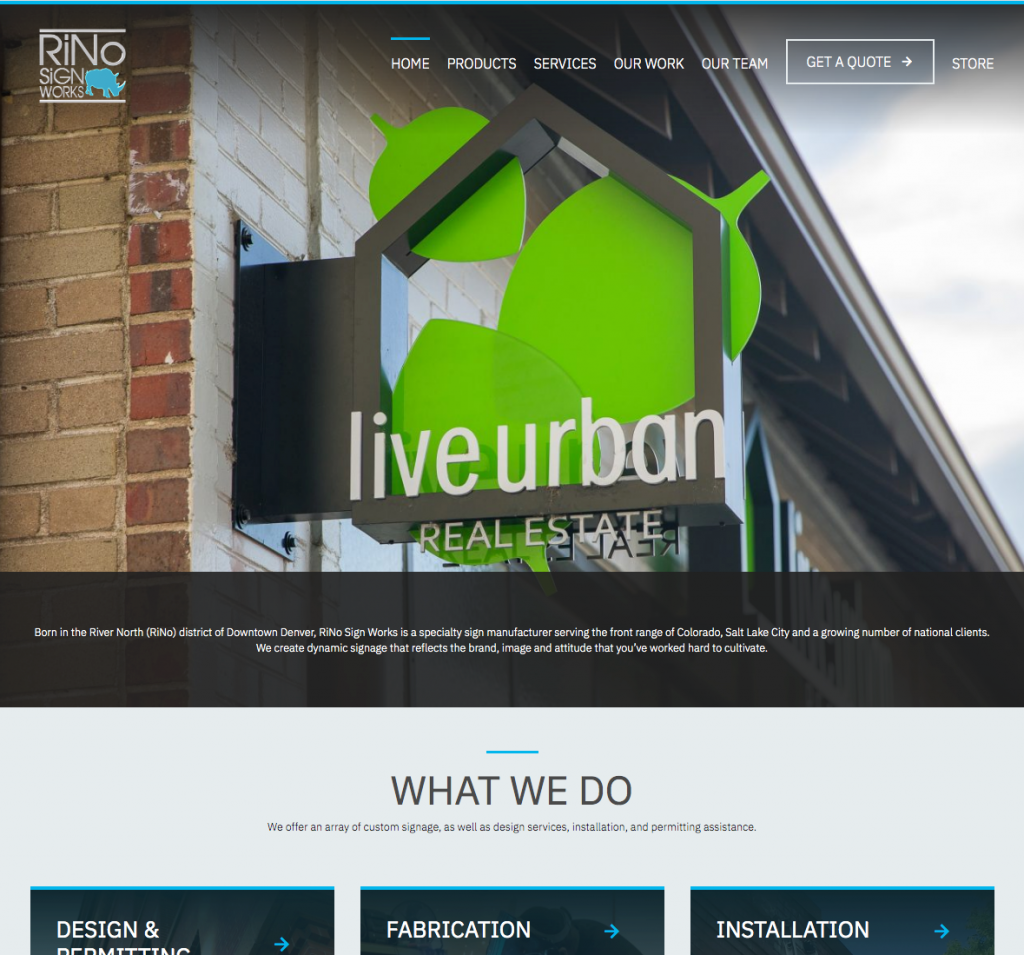 RiNo
SiGN
WORKS
HOME PRODUCTS SERVICES OUR WORK OUR TEAM GET A QUOTE → STORE
liveurban
REAL ESTATE
Born in the River North (RiNo) district of Downtown Denver, RiNo Sign Works is a specialty sign manufacturer serving the front range of Colorado, Salt Lake City and a growing number of national clients.
We create dynamic signage that reflects the brand, image and attitude that you've worked hard to cultivate.
WHAT WE DO
We offer an array of custom signage, as well as design services, installation, and permitting assistance.
DESIGN &
PERMITTING
FABRICATION
INSTALLATION